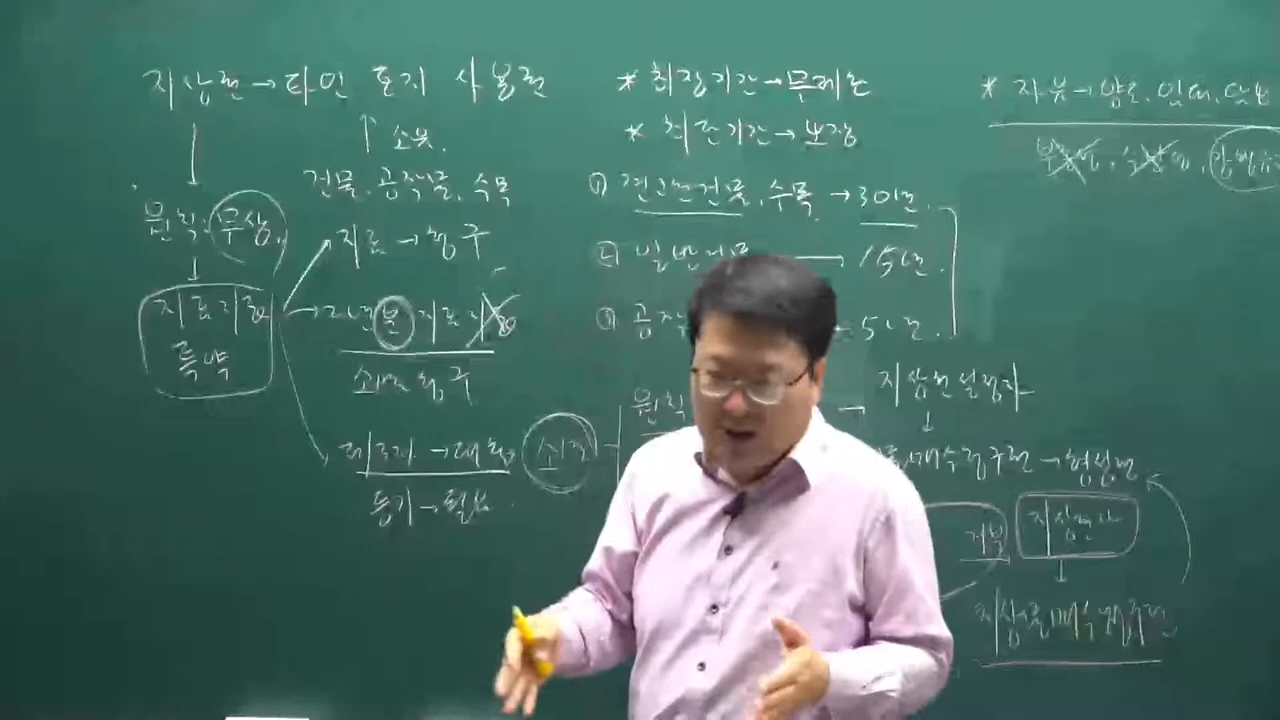 지상권→타인 토지 사용권
↑ 소유.
건물. 공작물. 수목
원칙: 무상.
↓
지료지급
특약
지료→청구
2년분 지료지급
소멸청구
제3자→대항
등기→필요.
* 최장기간→무제한
* 최단기간→보장
① 견고한건물, 수목→30년.
② 일반건물 → 15년.
③ 공작 5년.
소멸
원칙
→ 지상권설정자
↓
매수청구권→형성권
거절 지상권자
↓
지상물매수청구권
* 자유→양도, 임대, 담보